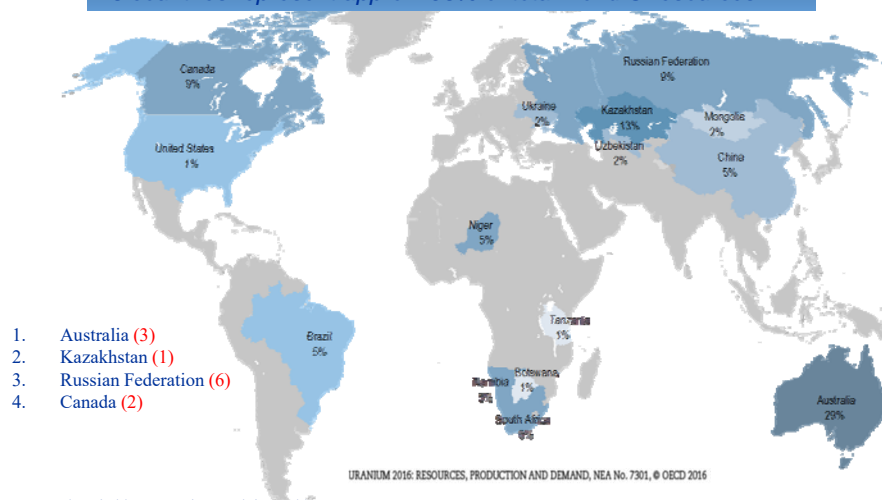 Canada
9%
United States
1%
Russian Federation
9%
Ukraine
2%
Kazakhstan
13%
Mongolia
2%
Uzbekistan
2%
China
5%
Niger
5%
Brazil
5%
Tanzania
1%
Namibia
5%
Botswana
1%
South Africa
6%
Australia
29%
1. Australia (3)
2. Kazakhstan (1)
3. Russian Federation (6)
4. Canada (2)
URANIUM 2016: RESOURCES, PRODUCTION AND DEMAND, NEA No. 7301, © OECD 2016